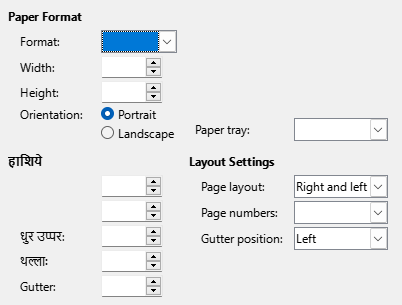 Paper Format
Format:
Width:
Height:
Orientation: Portrait
Landscape
Paper tray:
हाशिये
Layout Settings
Page layout: Right and left
Page numbers:
धुर उप्पर:
Gutter position: Left
थल्ला:
Gutter: